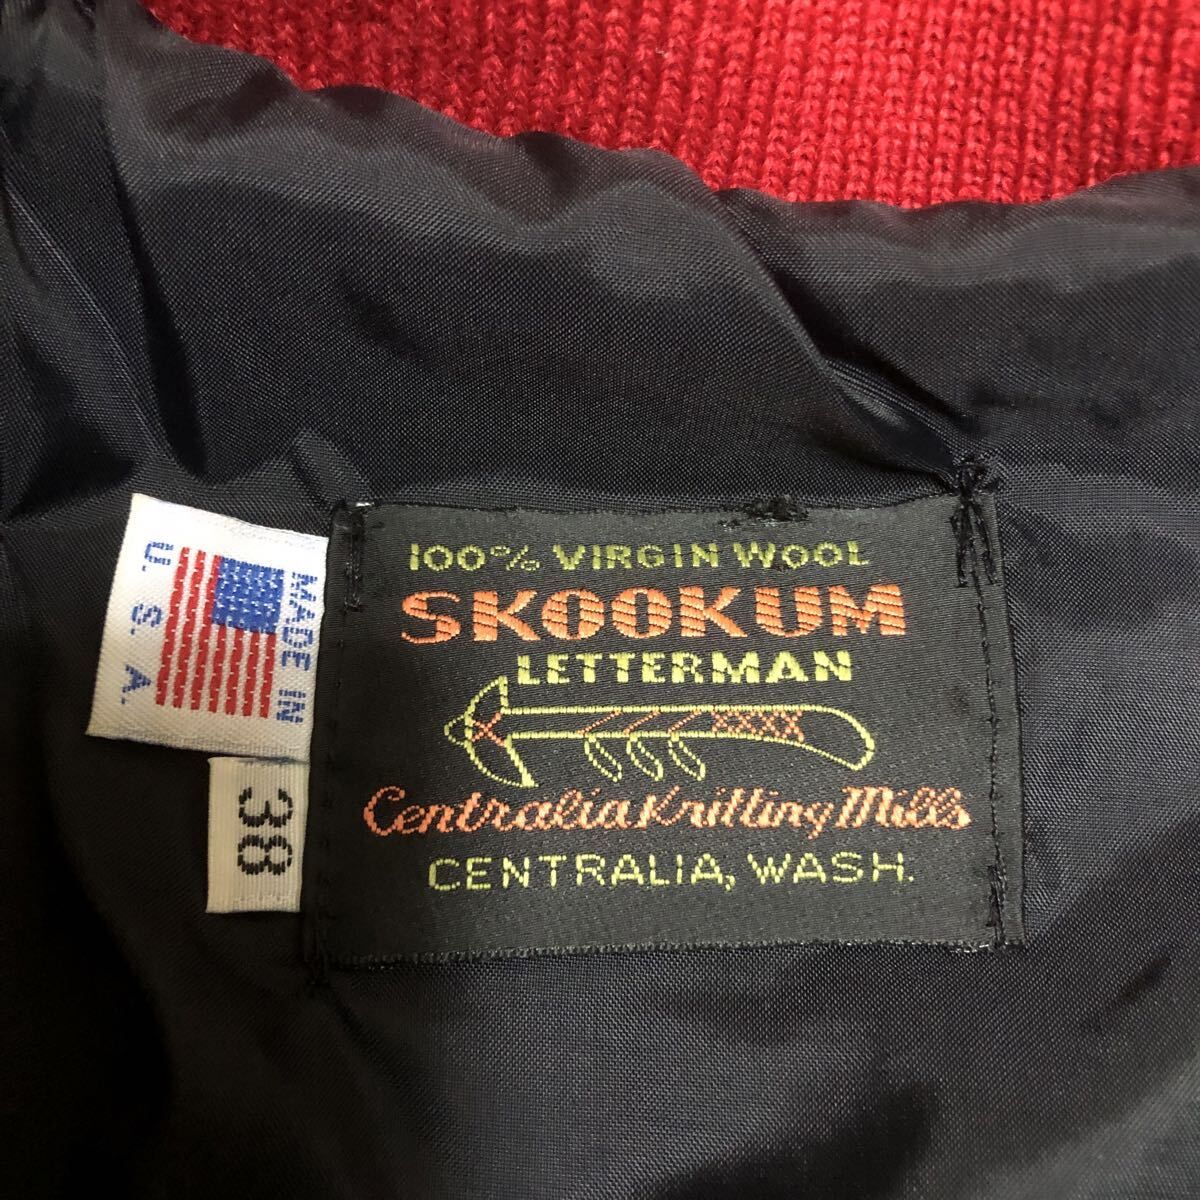 100% VIRGIN WOOL
SKOOKUM
LETTERMAN
Centralia Knitting Mills
CENTRALIA, WASH.
MADE IN
U. S. A.
38